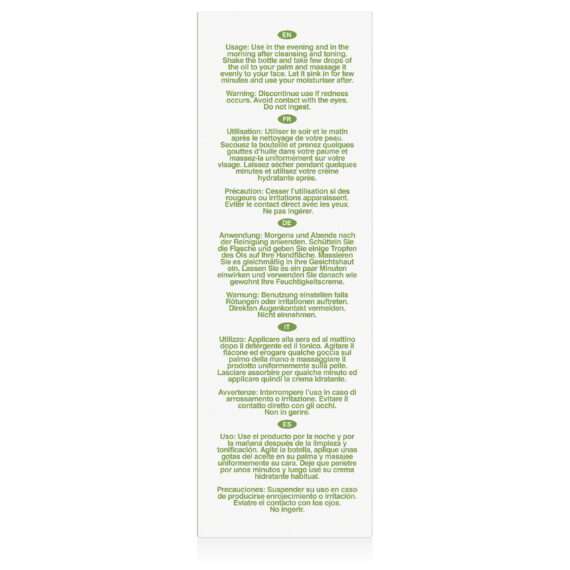 EN
Usage: Use in the evening and in the
morning after cleansing and toning.
Shake the bottle and take few drops of
the oil to your palm and massage it
evenly to your face. Let it sink in for few
minutes and use your moisturiser after.
Warning: Discontinue use if redness
occurs. Avoid contact with the eyes.
Do not ingest.
FR
Utilisation: Utiliser le soir et le matin
après le nettoyage de votre peau.
Secouez la bouteille et prenez quelques
gouttes d'huile dans votre paume et
massez-la uniformément sur votre
visage. Laissez sécher pendant quelques
minutes et utilisez votre crème
hydratante après.
Précaution: Cesser l'utilisation si des
rougeurs ou irritations apparaissent.
Eviter le contact direct avec les yeux.
Ne pas ingérer.
DE
Anwendung: Morgens und Abends nach
der Reinigung anwenden. Schütteln Sie
die Flasche und geben Sie einige Tropfen
des Öls auf Ihre Handfläche. Massieren
Sie es gleichmäßig in Ihre Gesichtshaut
ein. Lassen Sie es ein paar Minuten
einwirken und verwenden Sie danach wie
gewohnt Ihre Feuchtigkeitscreme.
Warnung: Benutzung einstellen falls
Rötungen oder irritationen auftreten.
Direkten Augenkontakt vermeiden.
Nicht einnehmen.
IT
Utilizzo: Applicare alla sera ed al mattino
dopo il detergente ed il tonico. Agitare il
flacone ed erogare qualche goccia sul
palmo della mano e massaggiare il
prodotto uniformemente sulla pelle.
Lasciare assorbire per qualche minuto ed
applicare quindi la crema idratante.
Avvertenze: Interrompere l'uso in caso di
arrossamento o irritazione. Evitare il
contatto diretto con gli occhi.
Non in gerire.
ES
Uso: Use el producto por la noche y por
la mañana después de la limpieza y
tonificación. Agite la botella, aplique unas
gotas del aceite en su palma y masajee
uniformemente su cara. Deje que penetre
por unos minutos y luego use su crema
hidratante habitual.
Precauciones: Suspender su uso en caso
de producirse enrojecimiento o irritación.
Eviatre el contacto con los ojos.
No ingerir.